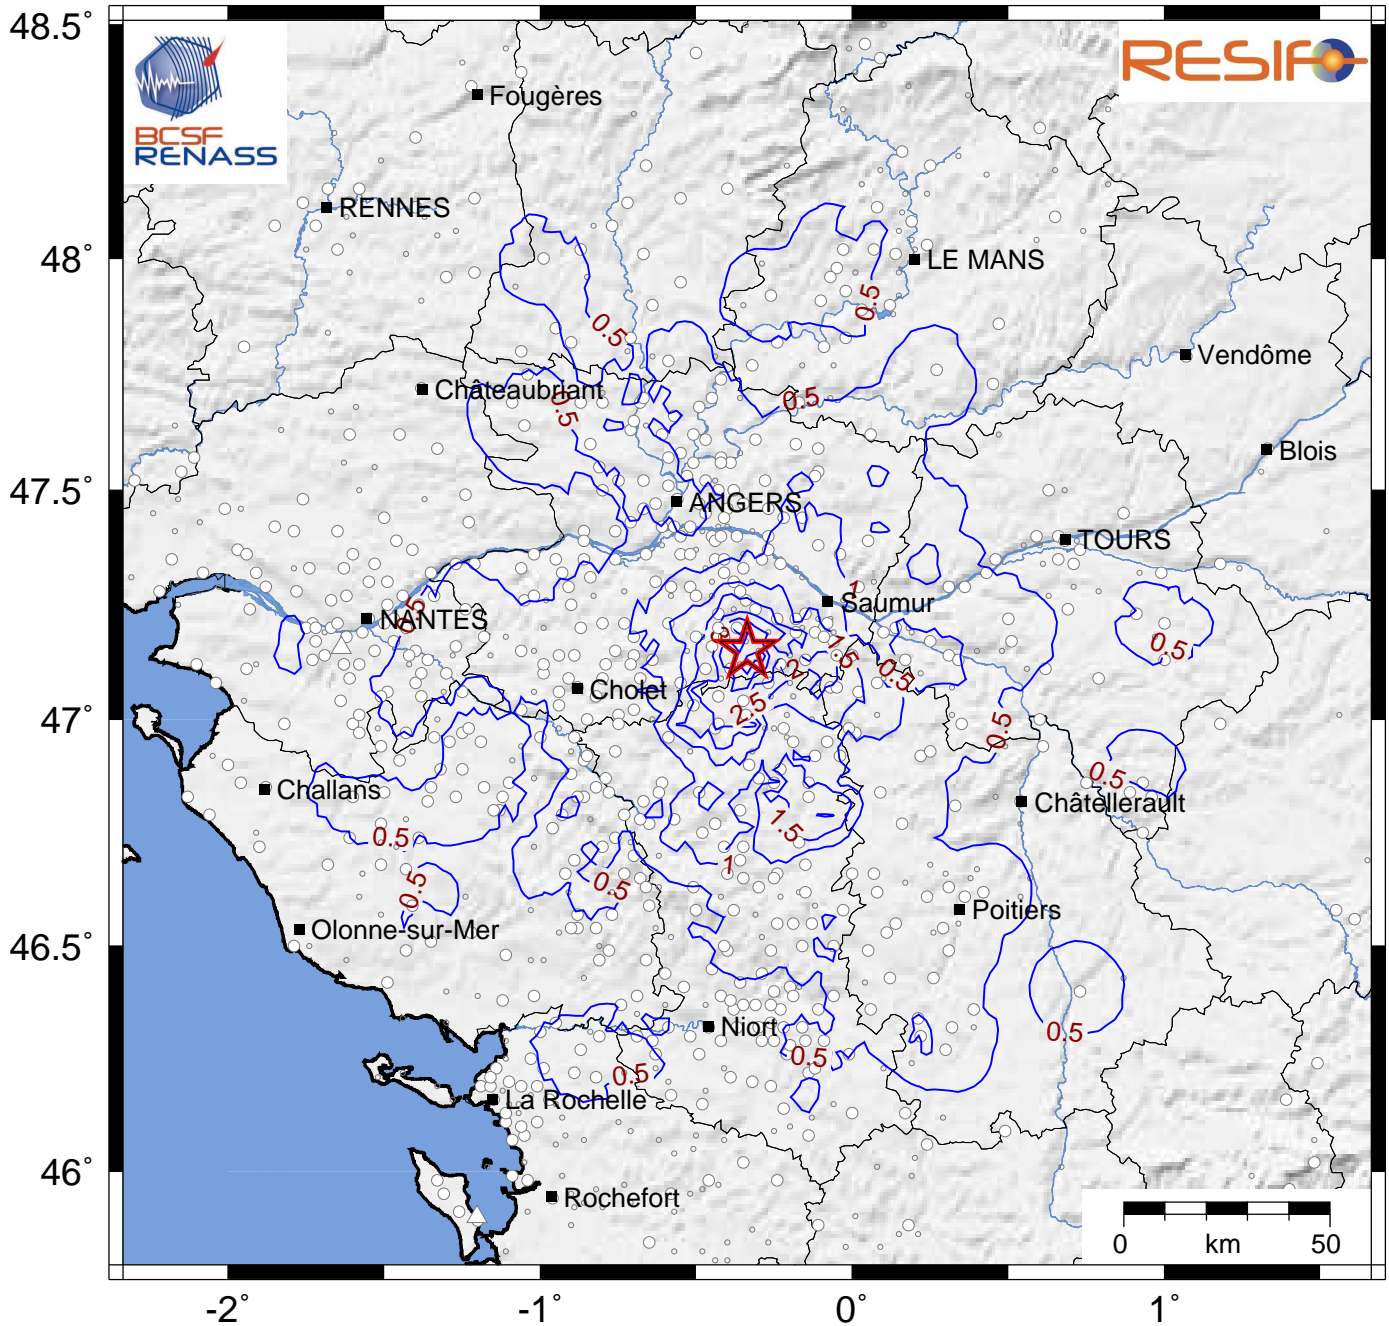 48.5°
48°
47.5°
47°
46.5°
46°
-2°
-1°
0°
1°
BCSF
RENASS
RESIF
Fougères
RENNES
LE MANS
0.5
0.5
Vendôme
Châteaubriant
0.5
0.5
Blois
ANGERS
TOURS
1
Saumur
0.5
NANTES
3
1.5
0.5
2
0.5
Cholet
2.5
0.5
0.5
Challans
Châtellerault
1.5
0.5
1
0.5
0.5
Poitiers
Olonne-sur-Mer
Niort
0.5
0.5
0.5
La Rochelle
Rochefort
0 km 50